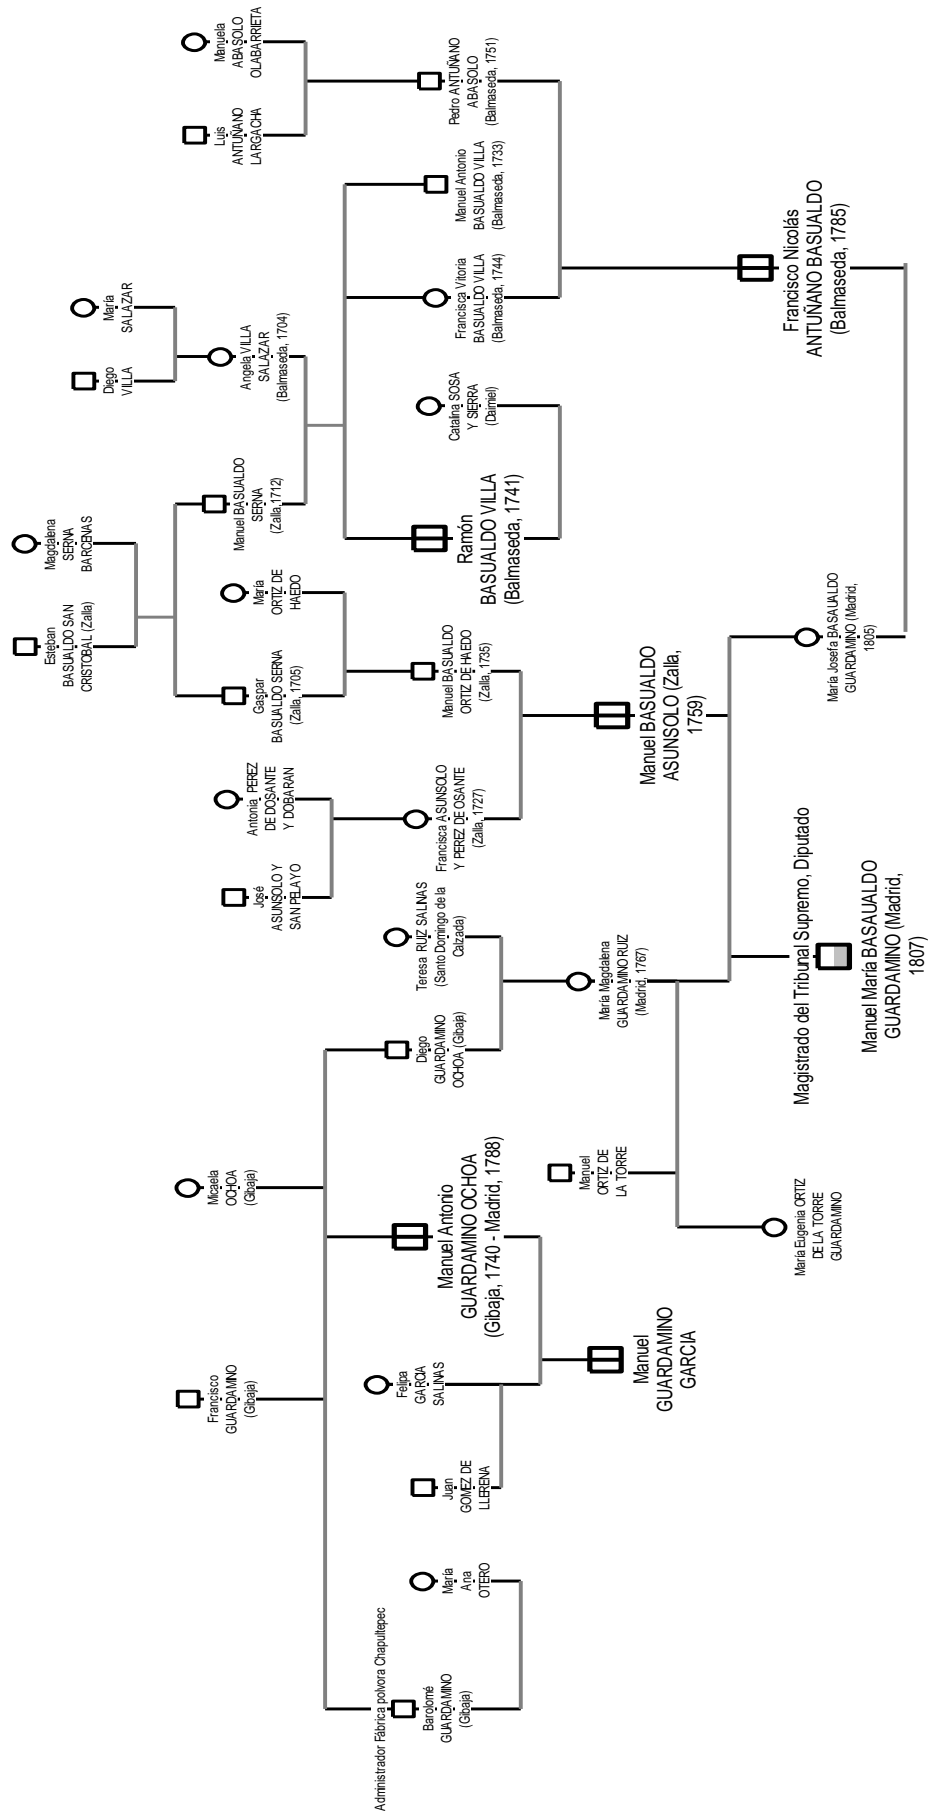 Manuela
ABASOLO
OLABARRIETA
Luis
ANTUÑANO
LARGACHA
Pedro ANTUÑANO
ABASOLO
(Balmaseda, 1751)
María
SALAZAR
Diego
VILLA
Angela VILLA
SALAZAR
(Balmaseda, 1704)
Manuel Antonio
BASUALDO VILLA
(Balmaseda, 1733)
Francisca Vitoria
BASUALDO VILLA
(Balmaseda, 1744)
Francisco Nicolás
ANTUÑANO BASUALDO
(Balmaseda, 1785)
Catalina SOSA
Y SIERRA
(Daimiel)
Ramón
BASUALDO VILLA
(Balmaseda, 1741)
Magdalena
SERNA
BARCENAS
Esteban
BASUALDO SAN
CRISTOBAL (Zalla)
Manuel BASUALDO
SERNA
(Zalla,1712)
María
ORTIZ DE
HAEDO
Gaspar
BASUALDO SERNA
(Zalla, 1705)
Manuel BASUALDO
ORTIZ DE HAEDO
(Zalla, 1735)
Antonia PEREZ
DE DOSANTE
Y DOBARAN
José
ASUNSOLO Y
SAN PELAYO
Francisca ASUNSOLO
Y PEREZ DE OSANTE
(Zalla, 1727)
Manuel BASUALDO
ASUNSOLO (Zalla,
1759)
María Josefa BASAUALDO
GUARDAMINO (Madrid,
1805)
Teresa RUIZ SALINAS
(Santo Domingo de la
Calzada)
Diego
GUARDAMINO
OCHOA (Gibaja)
María Magdalena
GUARDAMINO RUIZ
(Madrid, 1767)
Magistrado del Tribunal Supremo, Diputado
Manuel María BASAUALDO
GUARDAMINO (Madrid,
1807)
Manuel
ORTIZ DE
LA TORRE
María Eugenia ORTIZ
DE LA TORRE
GUARDAMINO
Micaela
OCHOA
(Gibaja)
Francisco
GUARDAMINO
(Gibaja)
Manuel Antonio
GUARDAMINO OCHOA
(Gibaja, 1740 - Madrid, 1788)
Felipa
GARCIA
SALINAS
Juan
GOMEZ DE
LLERENA
Manuel
GUARDAMINO
GARCIA
María
Ana
OTERO
Administrador Fábrica polvora Chapultepec
Barolomé
GUARDAMINO
(Gibaja)